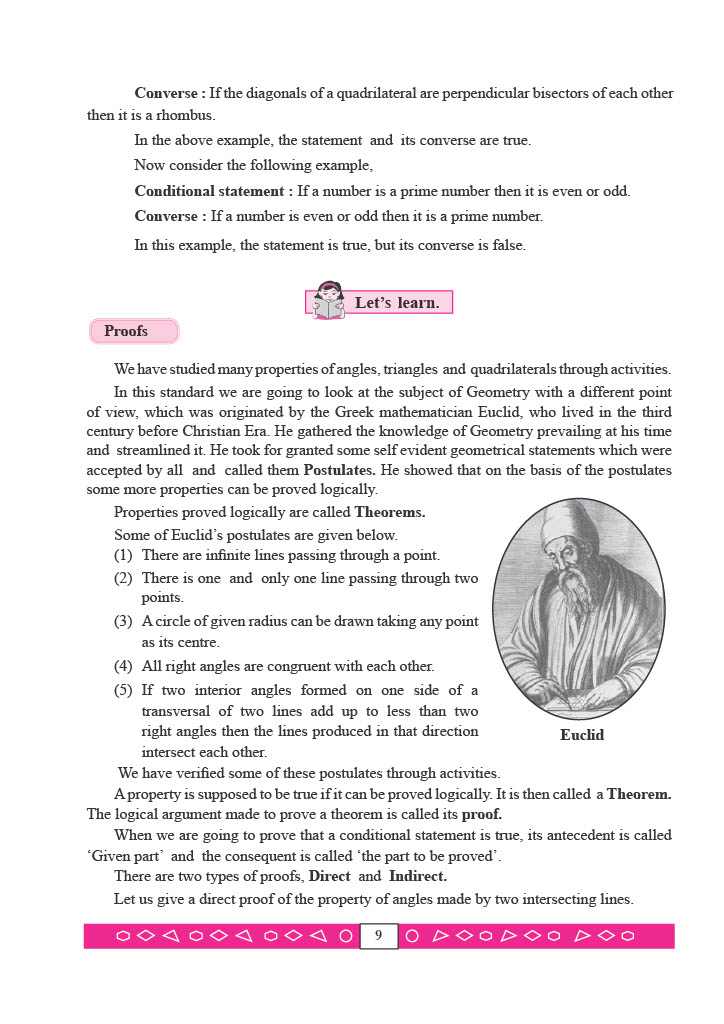 Converse : If the diagonals of a quadrilateral are perpendicular bisectors of each other
then it is a rhombus.
In the above example, the statement and its converse are true.
Now consider the following example,
Conditional statement : If a number is a prime number then it is even or odd.
Converse : If a number is even or odd then it is a prime number.
In this example, the statement is true, but its converse is false.
Let's learn.
Proofs
We have studied many properties of angles, triangles and quadrilaterals through activities.
In this standard we are going to look at the subject of Geometry with a different point
of view, which was originated by the Greek mathematician Euclid, who lived in the third
century before Christian Era. He gathered the knowledge of Geometry prevailing at his time
and streamlined it. He took for granted some self evident geometrical statements which were
accepted by all and called them Postulates. He showed that on the basis of the postulates
some more properties can be proved logically.
Properties proved logically are called Theorems.
Some of Euclid's postulates are given below.
(1) There are infinite lines passing through a point.
(2) There is one and only one line passing through two
points.
(3) A circle of given radius can be drawn taking any point
as its centre.
(4) All right angles are congruent with each other.
(5) If two interior angles formed on one side of a
transversal of two lines add up to less than two
right angles then the lines produced in that direction
intersect each other.
Euclid
We have verified some of these postulates through activities.
A property is supposed to be true if it can be proved logically. It is then called a Theorem.
The logical argument made to prove a theorem is called its proof.
When we are going to prove that a conditional statement is true, its antecedent is called
‘Given part’ and the consequent is called ‘the part to be proved’.
There are two types of proofs, Direct and Indirect.
Let us give a direct proof of the property of angles made by two intersecting lines.
9